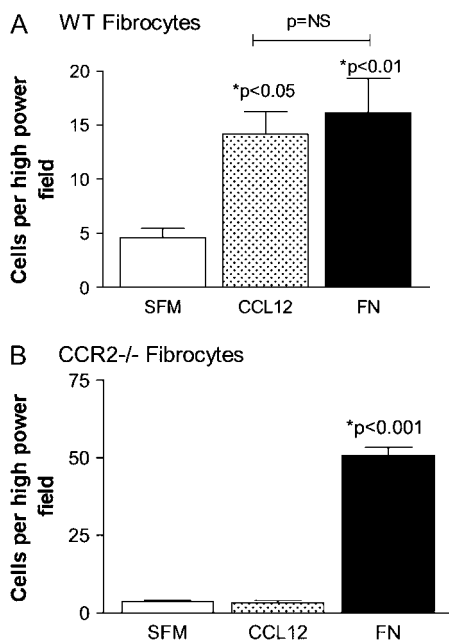 A WT Fibrocytes
p=NS
*p<0.05
*p<0.01
Cells per high power
field
20
15
10
5
0
SFM CCL12 FN
B CCR2-/- Fibrocytes
*p<0.001
Cells per high power
field
75
50
25
0
SFM CCL12 FN